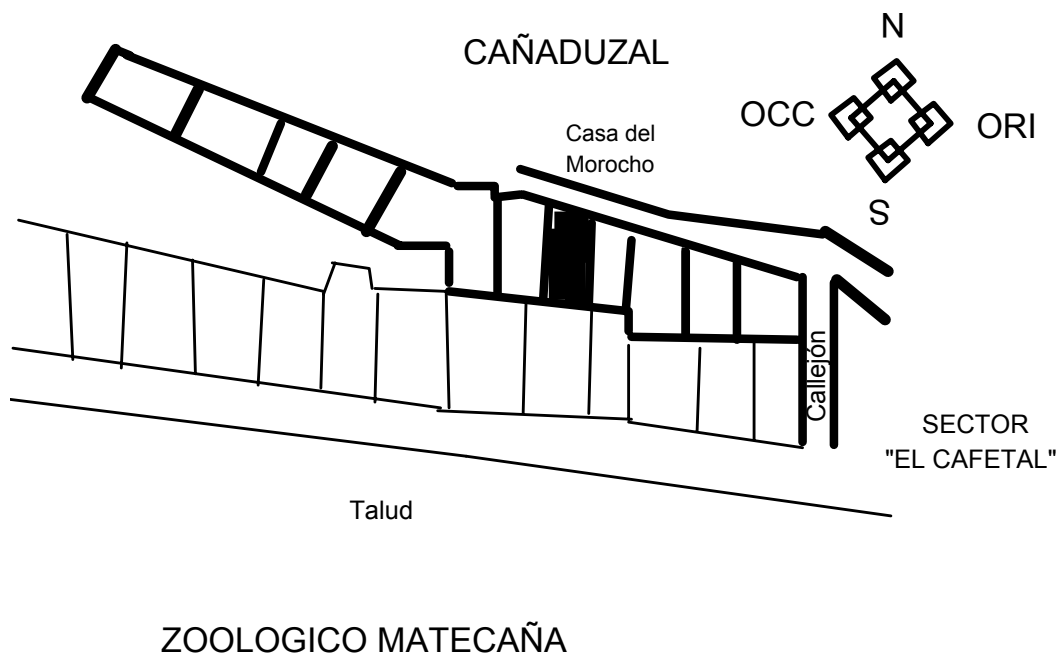 N
CAÑADUZAL
OCC
ORI
Casa del
Morocho
S
Callejón
SECTOR
"EL CAFETAL"
Talud
ZOOLOGICO MATECAÑA